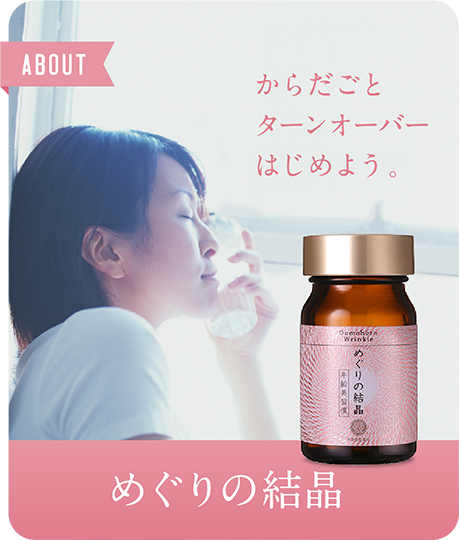 ABOUT
からだごと
ターンオーバー
はじめよう。
Domohorn
Wrinkle
めぐりの結晶
年齢美習慣
めぐりの結晶